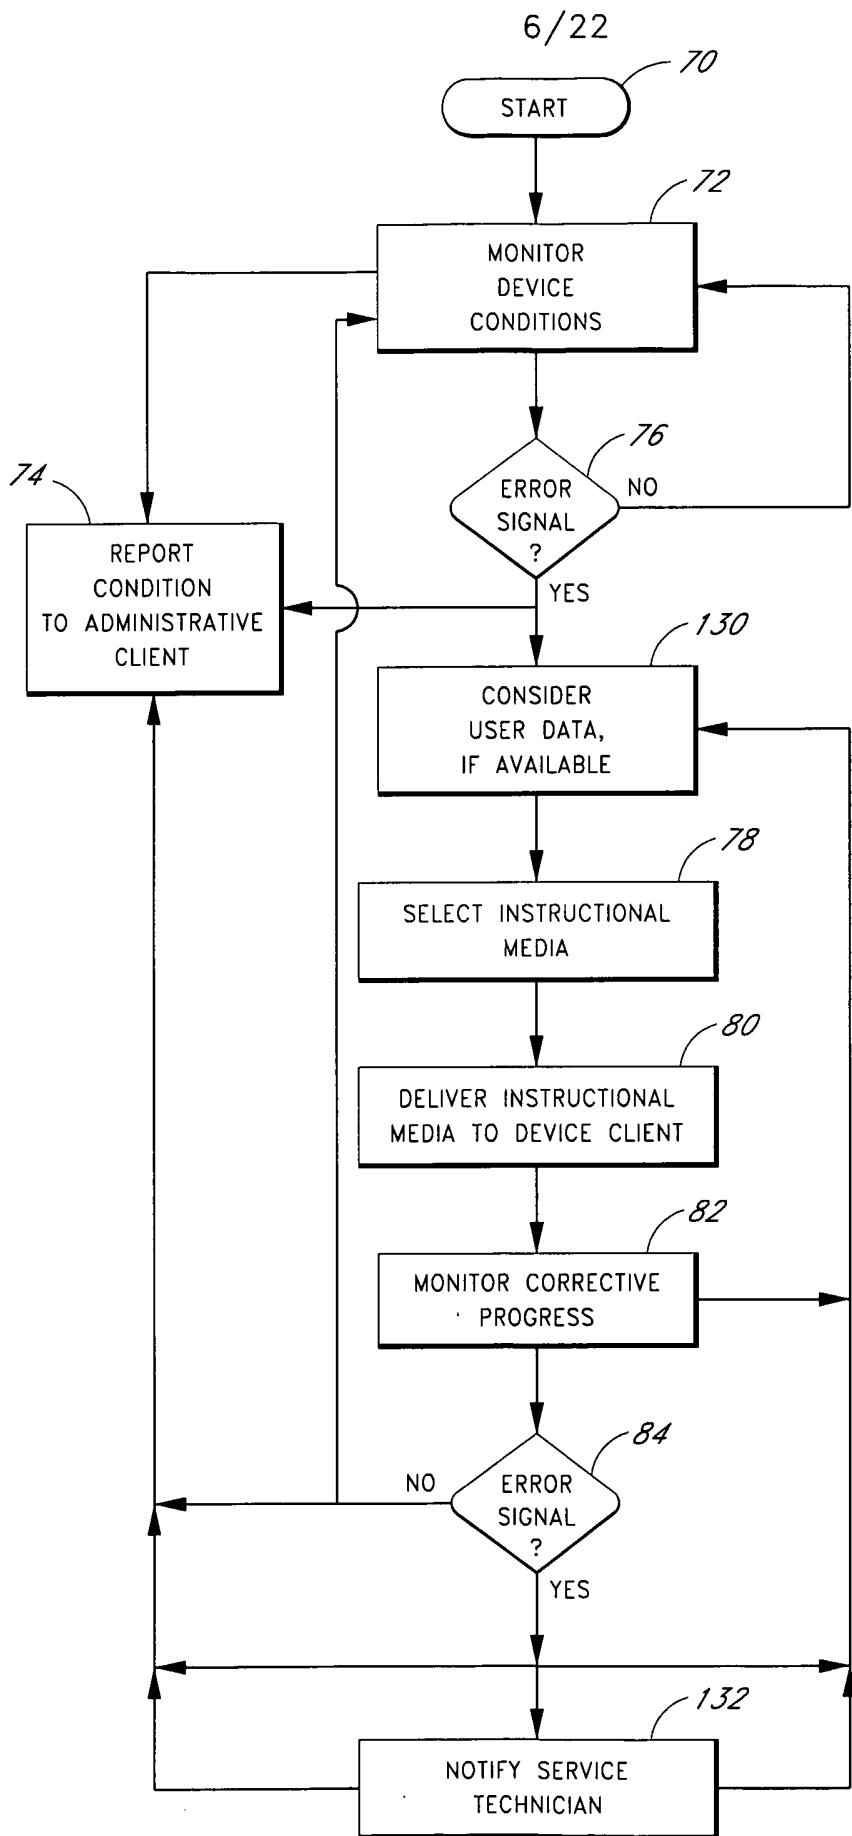 6/22
70
START
72
MONITOR
DEVICE
CONDITIONS
76
ERROR
SIGNAL
?
NO
YES
74
REPORT
CONDITION
TO ADMINISTRATIVE
CLIENT
130
CONSIDER
USER DATA,
IF AVAILABLE
78
SELECT INSTRUCTIONAL
MEDIA
80
DELIVER INSTRUCTIONAL
MEDIA TO DEVICE CLIENT
82
MONITOR CORRECTIVE
PROGRESS
84
NO
ERROR
SIGNAL
?
YES
132
NOTIFY SERVICE
TECHNICIAN